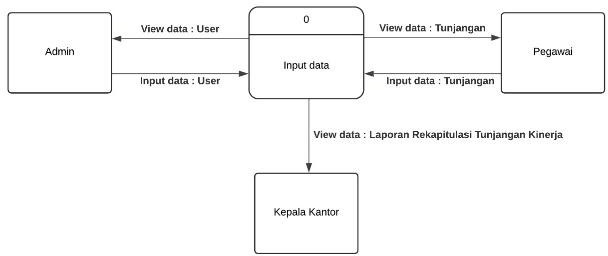 0
View data : User
View data : Tunjangan
Admin
Input data
Pegawai
Input data : User
Input data : Tunjangan
View data : Laporan Rekapitulasi Tunjangan Kinerja
Kepala Kantor